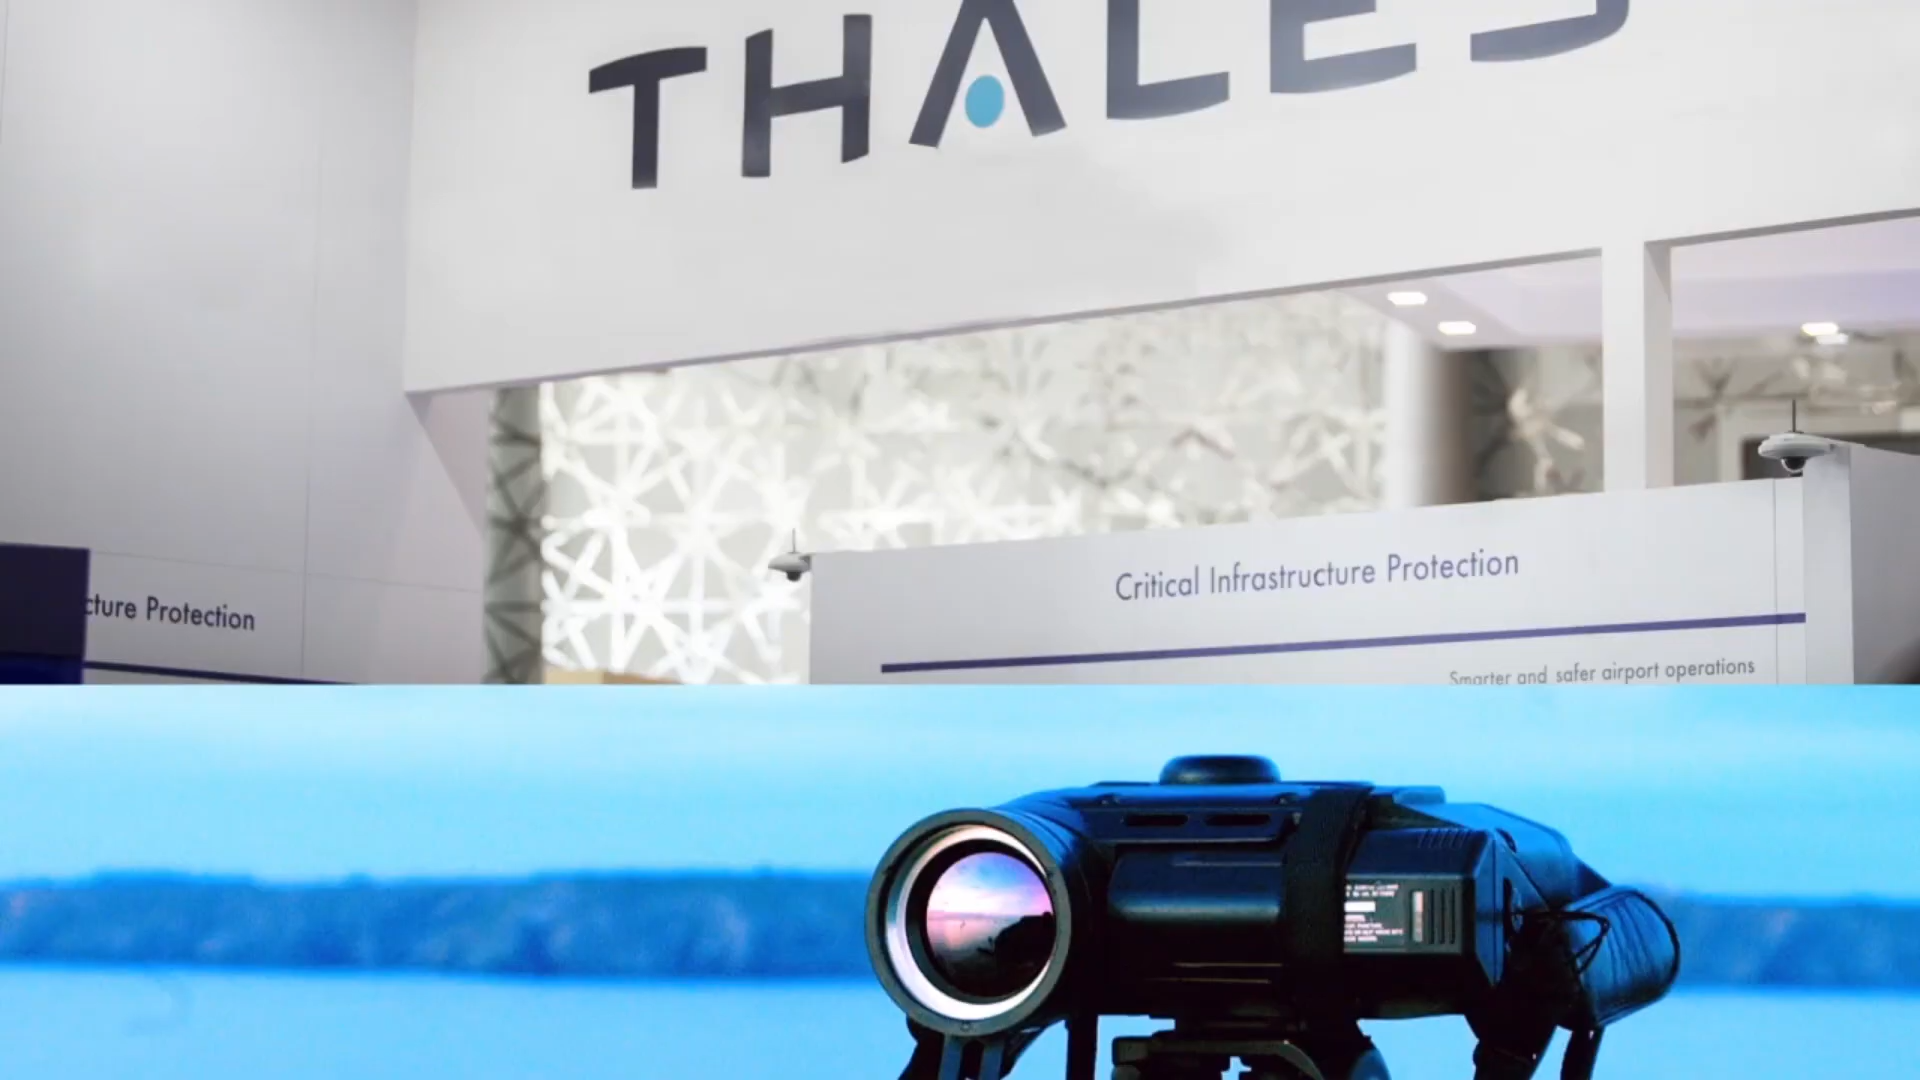 THALES
Critical Infrastructure Protection
cture Protection
Smarter and safer airport operations